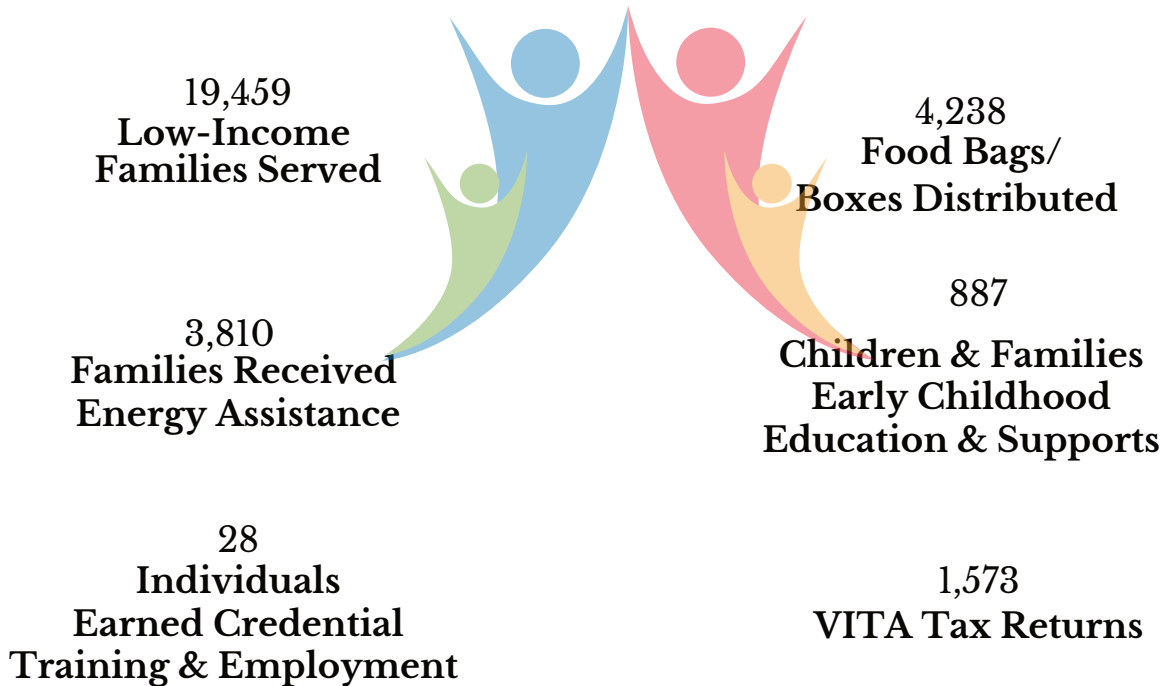 19,459
Low-Income
Families Served
3,810
Families Received
Energy Assistance
28
Individuals
Earned Credential
Training & Employment
4,238
Food Bags/
Boxes Distributed
887
Children & Families
Early Childhood
Education & Supports
1,573
VITA Tax Returns